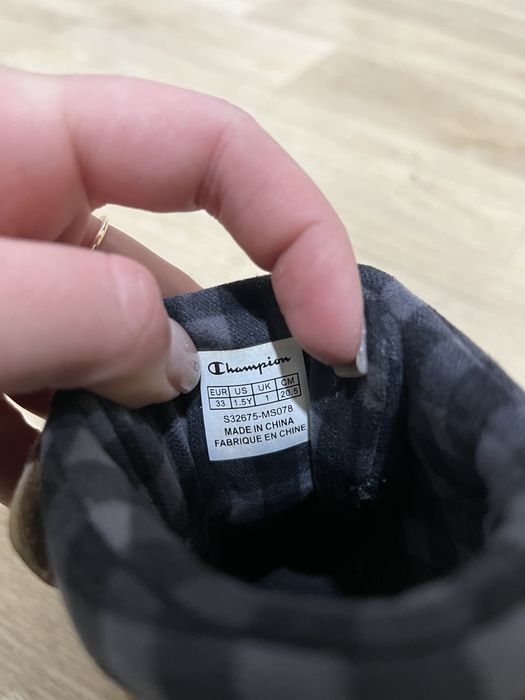 Champion
EUR US UK CM
33 1.5Y 1 20.5
S32675-MS078
MADE IN CHINA
FABRIQUE EN CHINE